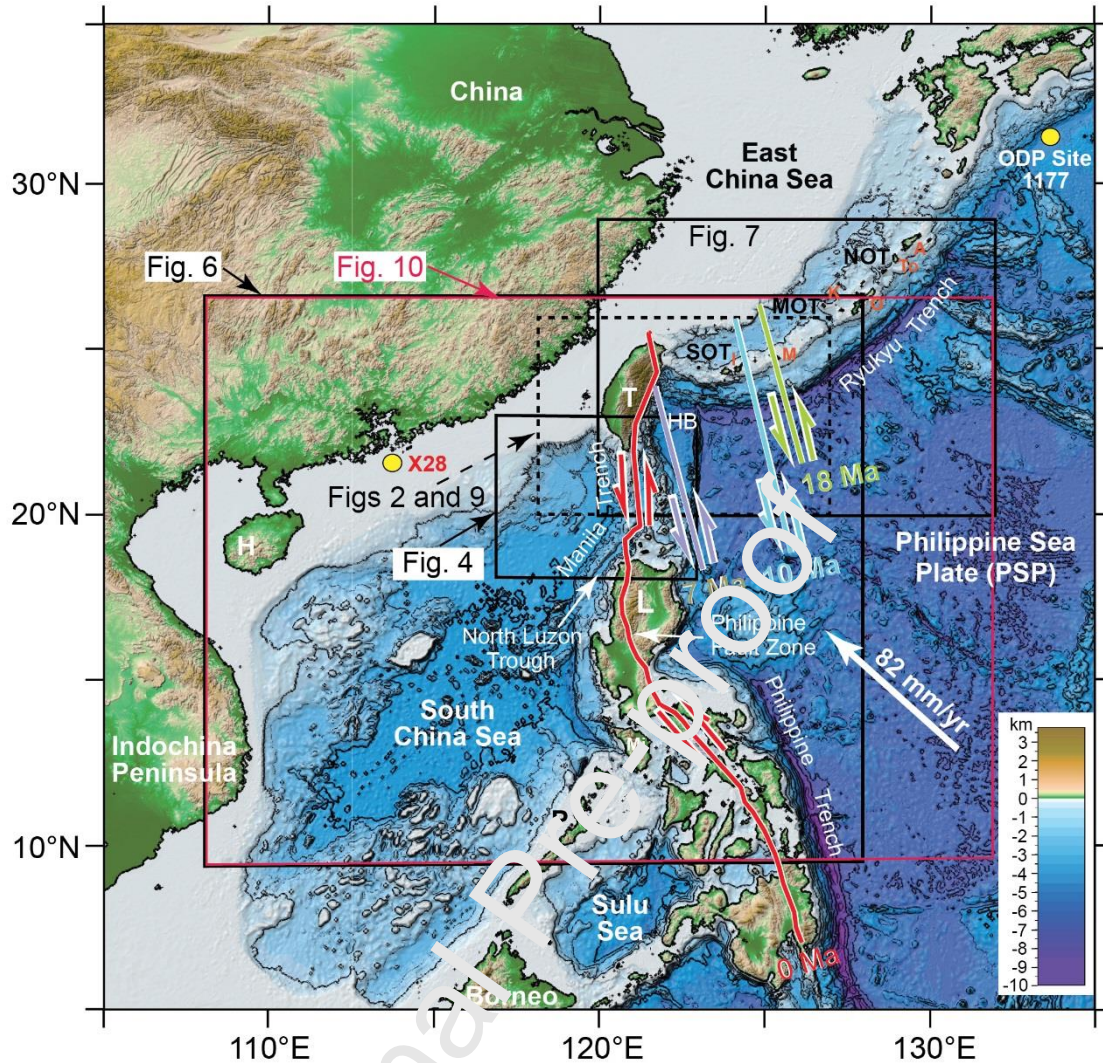 China
30°N
East
China Sea
ODP Site
1177
Fig. 7
Fig. 6
Fig. 10
NOT
A
To
K
O
MOT
SOT
I
M
Ryukyu Trench
T
HB
X28
Figs 2 and 9
18 Ma
20°N
Manila Trench
H
Fig. 4
10 Ma
7 Ma
Philippine Sea
Plate (PSP)
L
North Luzon
Trough
Philippine
Fault Zone
82 mm/yr
South
China Sea
Indochina
Peninsula
Philippine Trench
km
3
2
1
0
-1
-2
-3
-4
-5
-6
-7
-8
-9
-10
10°N
Sulu
Sea
0 Ma
Borneo
110°E
120°E
130°E
nal Pre-proof